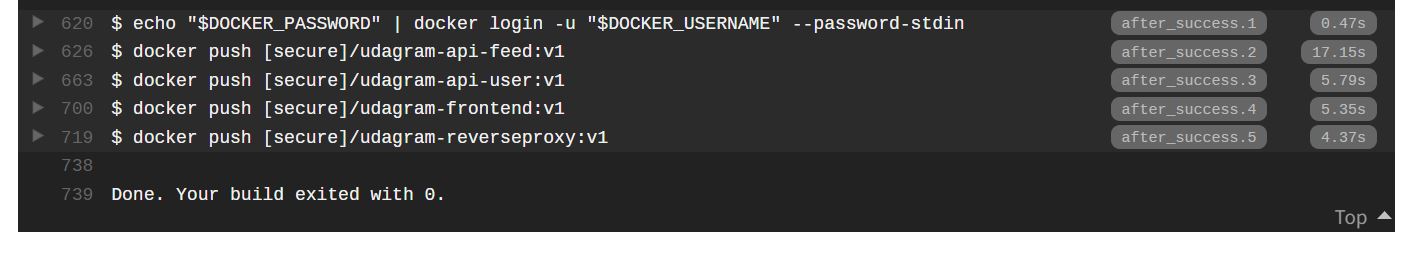 620 $ echo "$DOCKER_PASSWORD" | docker login -u "$DOCKER_USERNAME" --password-stdin after_success.1 0.47s
626 $ docker push [secure]/udagram-api-feed:v1 after_success.2 17.15s
663 $ docker push [secure]/udagram-api-user:v1 after_success.3 5.79s
700 $ docker push [secure]/udagram-frontend:v1 after_success.4 5.35s
719 $ docker push [secure]/udagram-reverseproxy:v1 after_success.5 4.37s
738
739 Done. Your build exited with 0.
Top